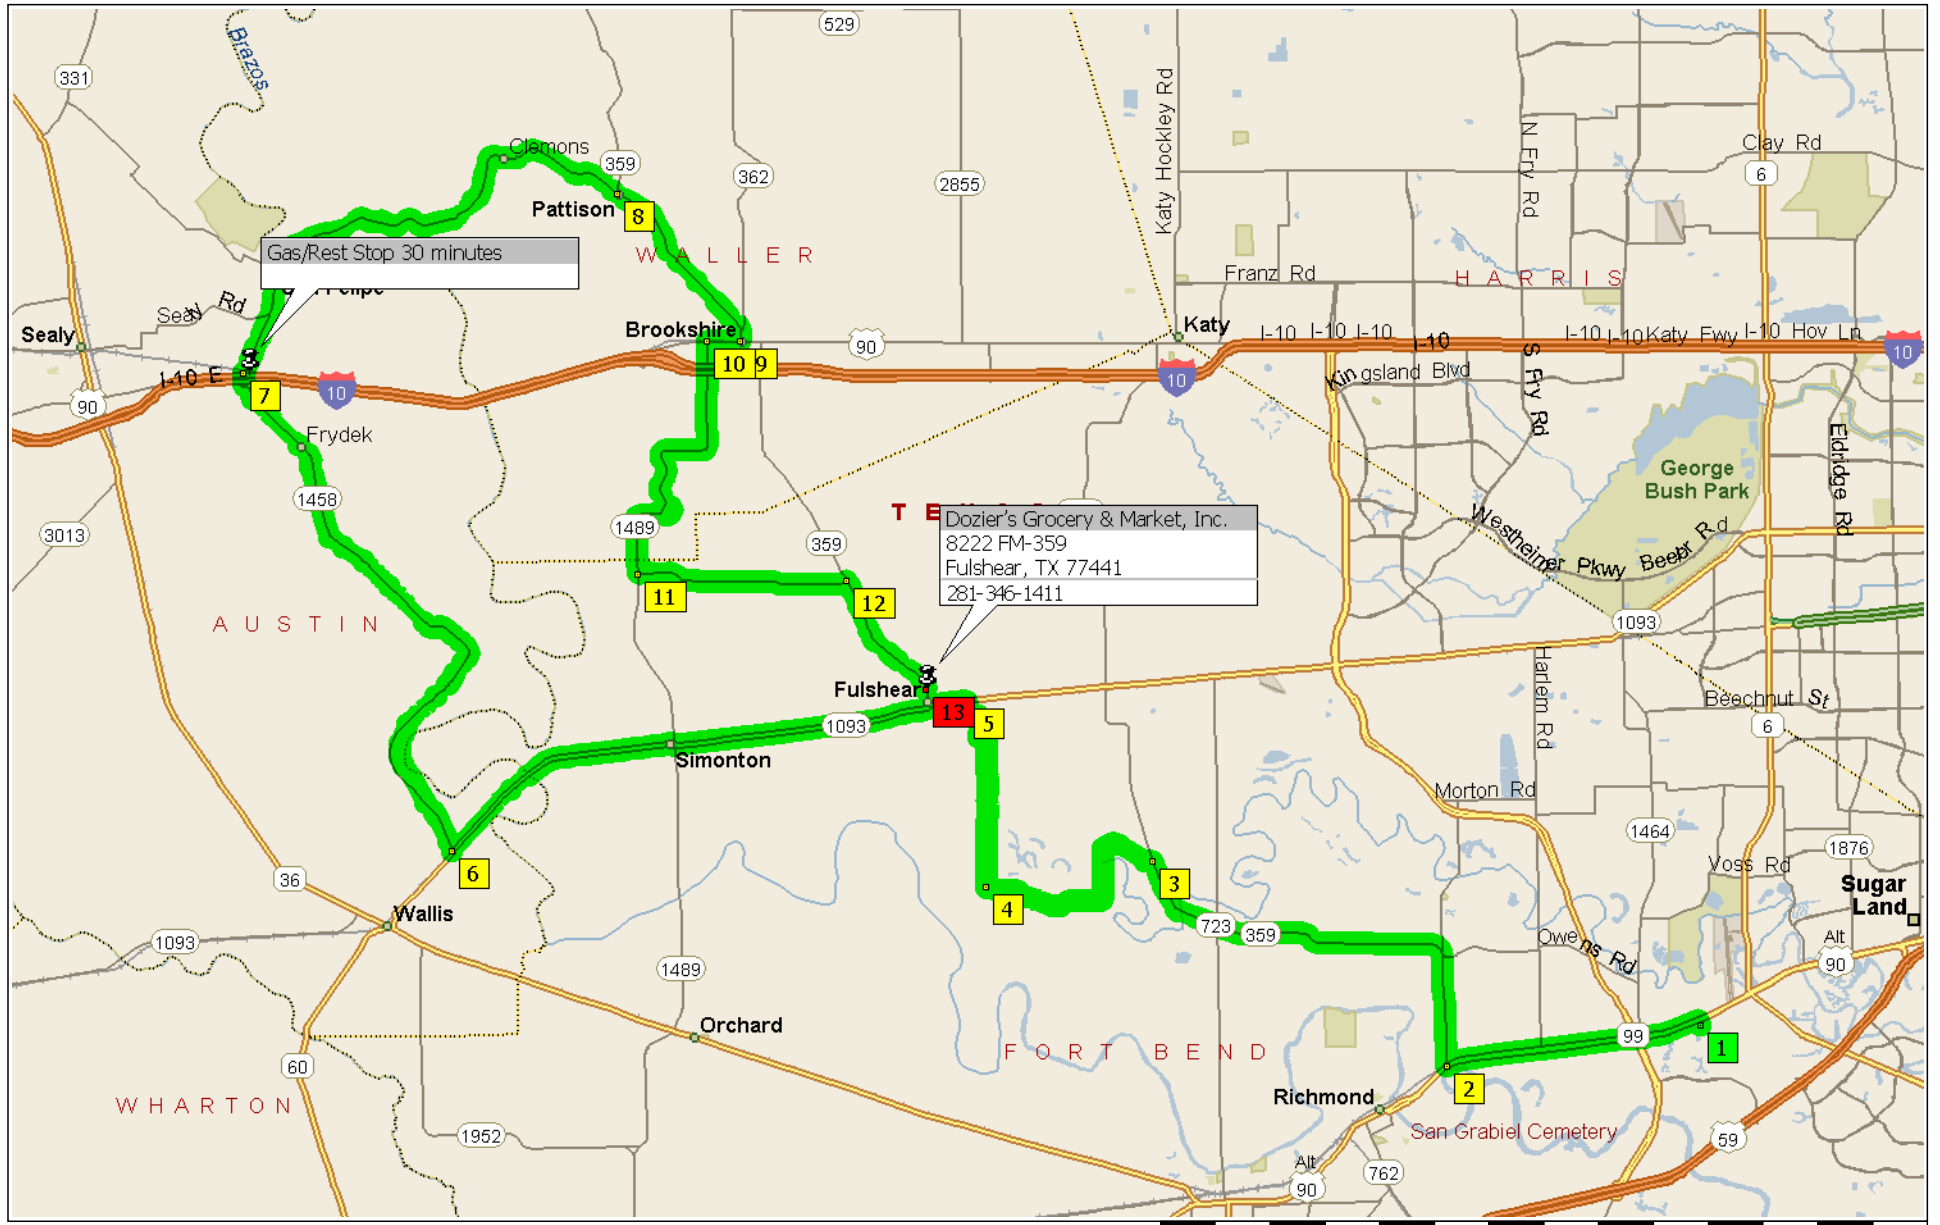 529
331
Brazos
Katy Hockley Rd
N Fry Rd
Clay Rd
6
Clemons
359
362
2855
Pattison
8
WALLER
Gas/Rest Stop 30 minutes
Franz Rd
HARRIS
Sealy Rd
Sealy
Brookshire
90
Katy
I-10 I-10 I-10
I-10
I-10 I-10 Katy Fwy I-10 Hov Ln
10
10 9
I-10 E
10
10
7
90
Kingsland Blvd
S Fry Rd
Frydek
Eldridge Rd
George
Bush Park
1458
3013
1489
359
Dozier's Grocery & Market, Inc.
8222 FM-359
Fulshear, TX 77441
281-346-1411
Westheimer Pkwy
Beeler Rd
11
12
AUSTIN
1093
Harlem Rd
Fulshear
13
5
1093
Beechnut St
6
Simonton
Morton Rd
1464
1876
Voss Rd
6
36
3
4
Sugar
Land
Wallis
723
359
Owens Rd
Alt
90
1093
1489
Orchard
99
1
FORT BEND
60
2
Richmond
WHARTON
1952
San Grabiel Cemetery
59
Alt
90
762